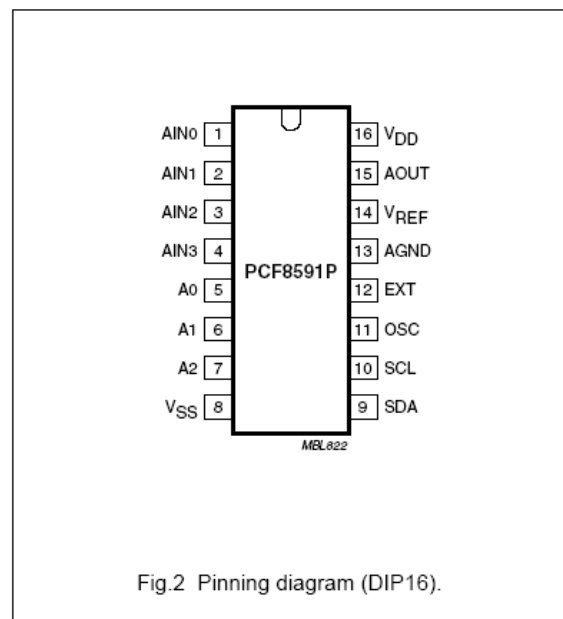 AIN0 1 16 VDD
AIN1 2 15 AOUT
AIN2 3 14 VREF
AIN3 4 13 AGND
PCF8591P
A0 5 12 EXT
A1 6 11 OSC
A2 7 10 SCL
VSS 8 9 SDA
MBL822
Fig.2 Pinning diagram (DIP16).